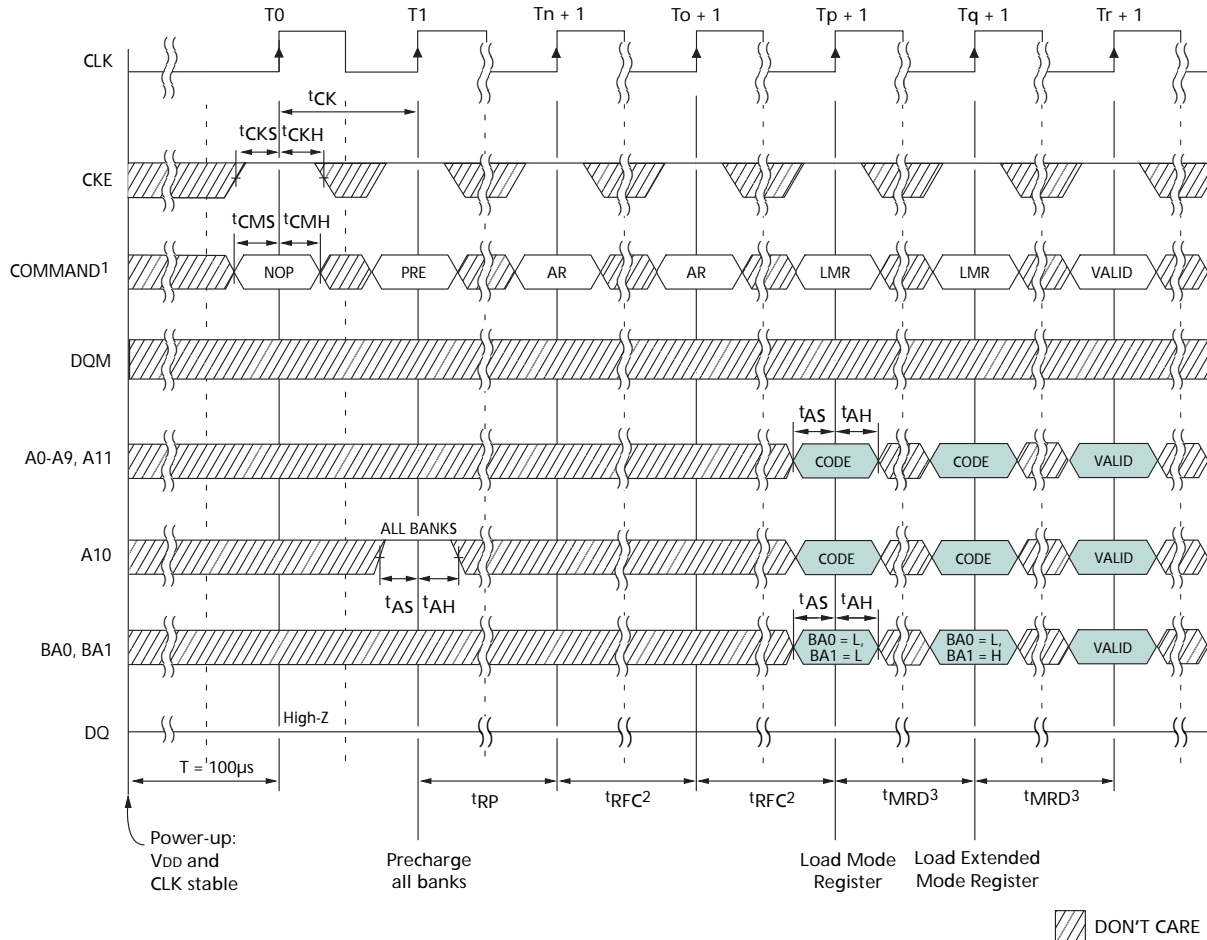 T0 T1 Tn + 1 To + 1 Tp + 1 Tq + 1 Tr + 1
CLK
tCK
tCKS tCKH
CKE
tCMS tCMH
COMMAND1 NOP PRE AR AR LMR LMR VALID
DQM
tAS tAH
A0-A9, A11 CODE CODE VALID
ALL BANKS
A10 CODE CODE VALID
tAS tAH
tAS tAH
BA0, BA1
BA0 = L,
BA1 = L
BA0 = L,
BA1 = H
VALID
High-Z
DQ
T = 100µs
tRP tRFC2 tRFC2 tMRD3 tMRD3
Power-up:
VDD and
CLK stable
Precharge
all banks
Load Mode
Register
Load Extended
Mode Register
DON'T CARE